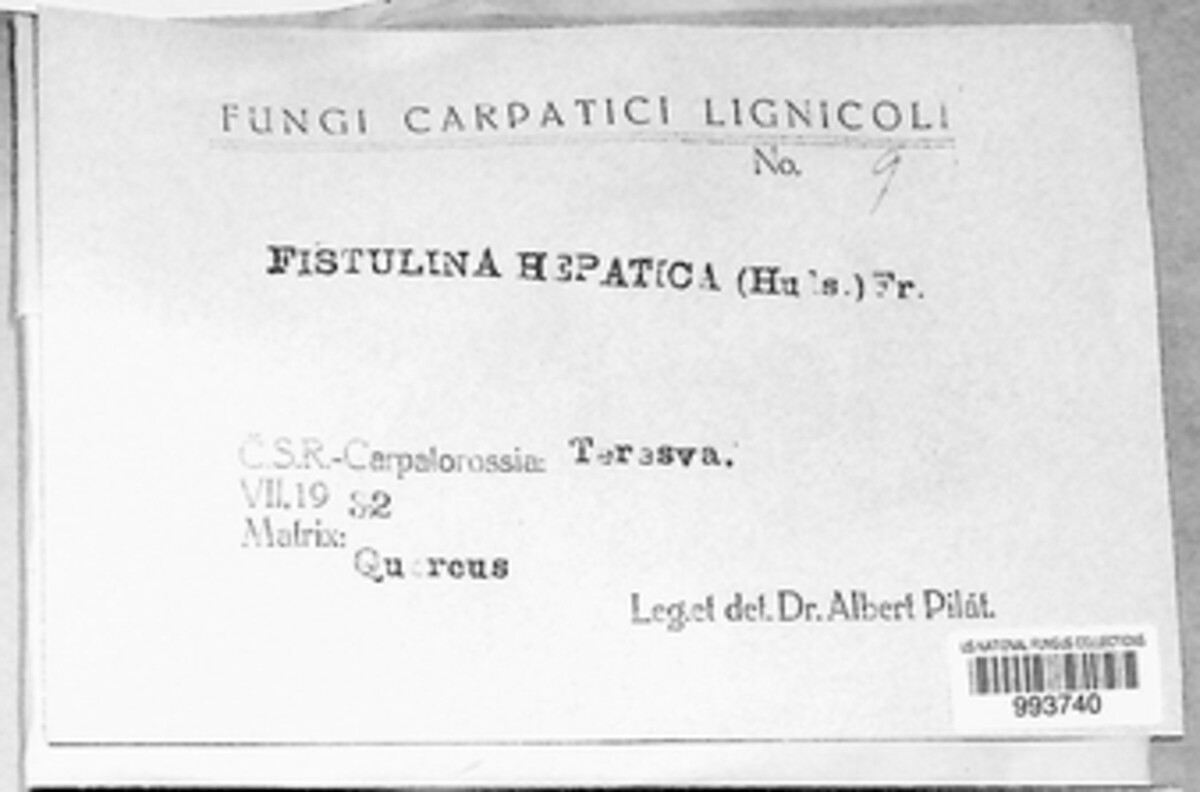 FUNGI CARPATICI LIGNICOLI
No. 9
FISTULINA HEPATICA (Huds.) Fr.
Č.S.R.-Carpatorossia: Teresva.
VII.19 32
Matrix:
Quercus
Leg.et det. Dr. Albert Pilát.
US NATIONAL FUNGUS COLLECTIONS
993740